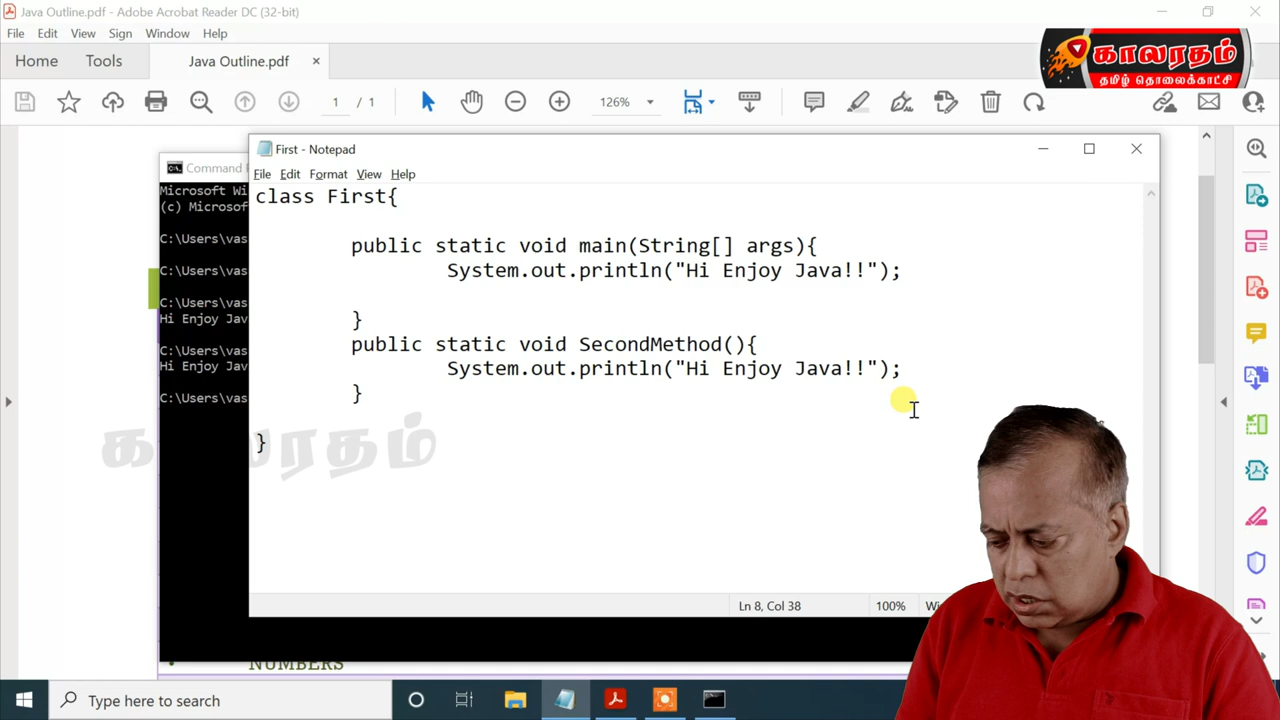 Java Outline.pdf - Adobe Acrobat Reader DC (32-bit)
File Edit View Sign Window Help
காலரதம்
தமிழ் தொலைக்காட்சி
Home Tools Java Outline.pdf
1 / 1 126%
First - Notepad
Command
File Edit Format View Help
Microsoft Wi
(c) Microsof
C:\Users\vas
C:\Users\vas
C:\Users\vas
Hi Enjoy Jav
C:\Users\vas
Hi Enjoy Jav
C:\Users\vas
class First{
public static void main(String[] args){
System.out.println("Hi Enjoy Java!!");
}
public static void SecondMethod(){
System.out.println("Hi Enjoy Java!!");
}
}
காலரதம்
Ln 8, Col 38 100%
NUMBERS
Type here to search